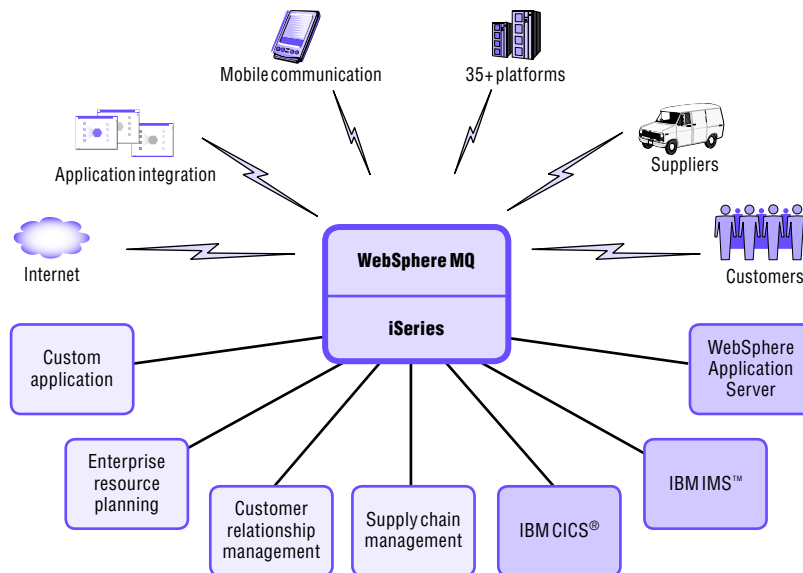 Mobile communication
35+ platforms
Application integration
Suppliers
Internet
WebSphere MQ
Customers
iSeries
Custom
application
WebSphere
Application
Server
Enterprise
resource
planning
Customer
relationship
management
Supply chain
management
IBM CICS®
IBM IMS™